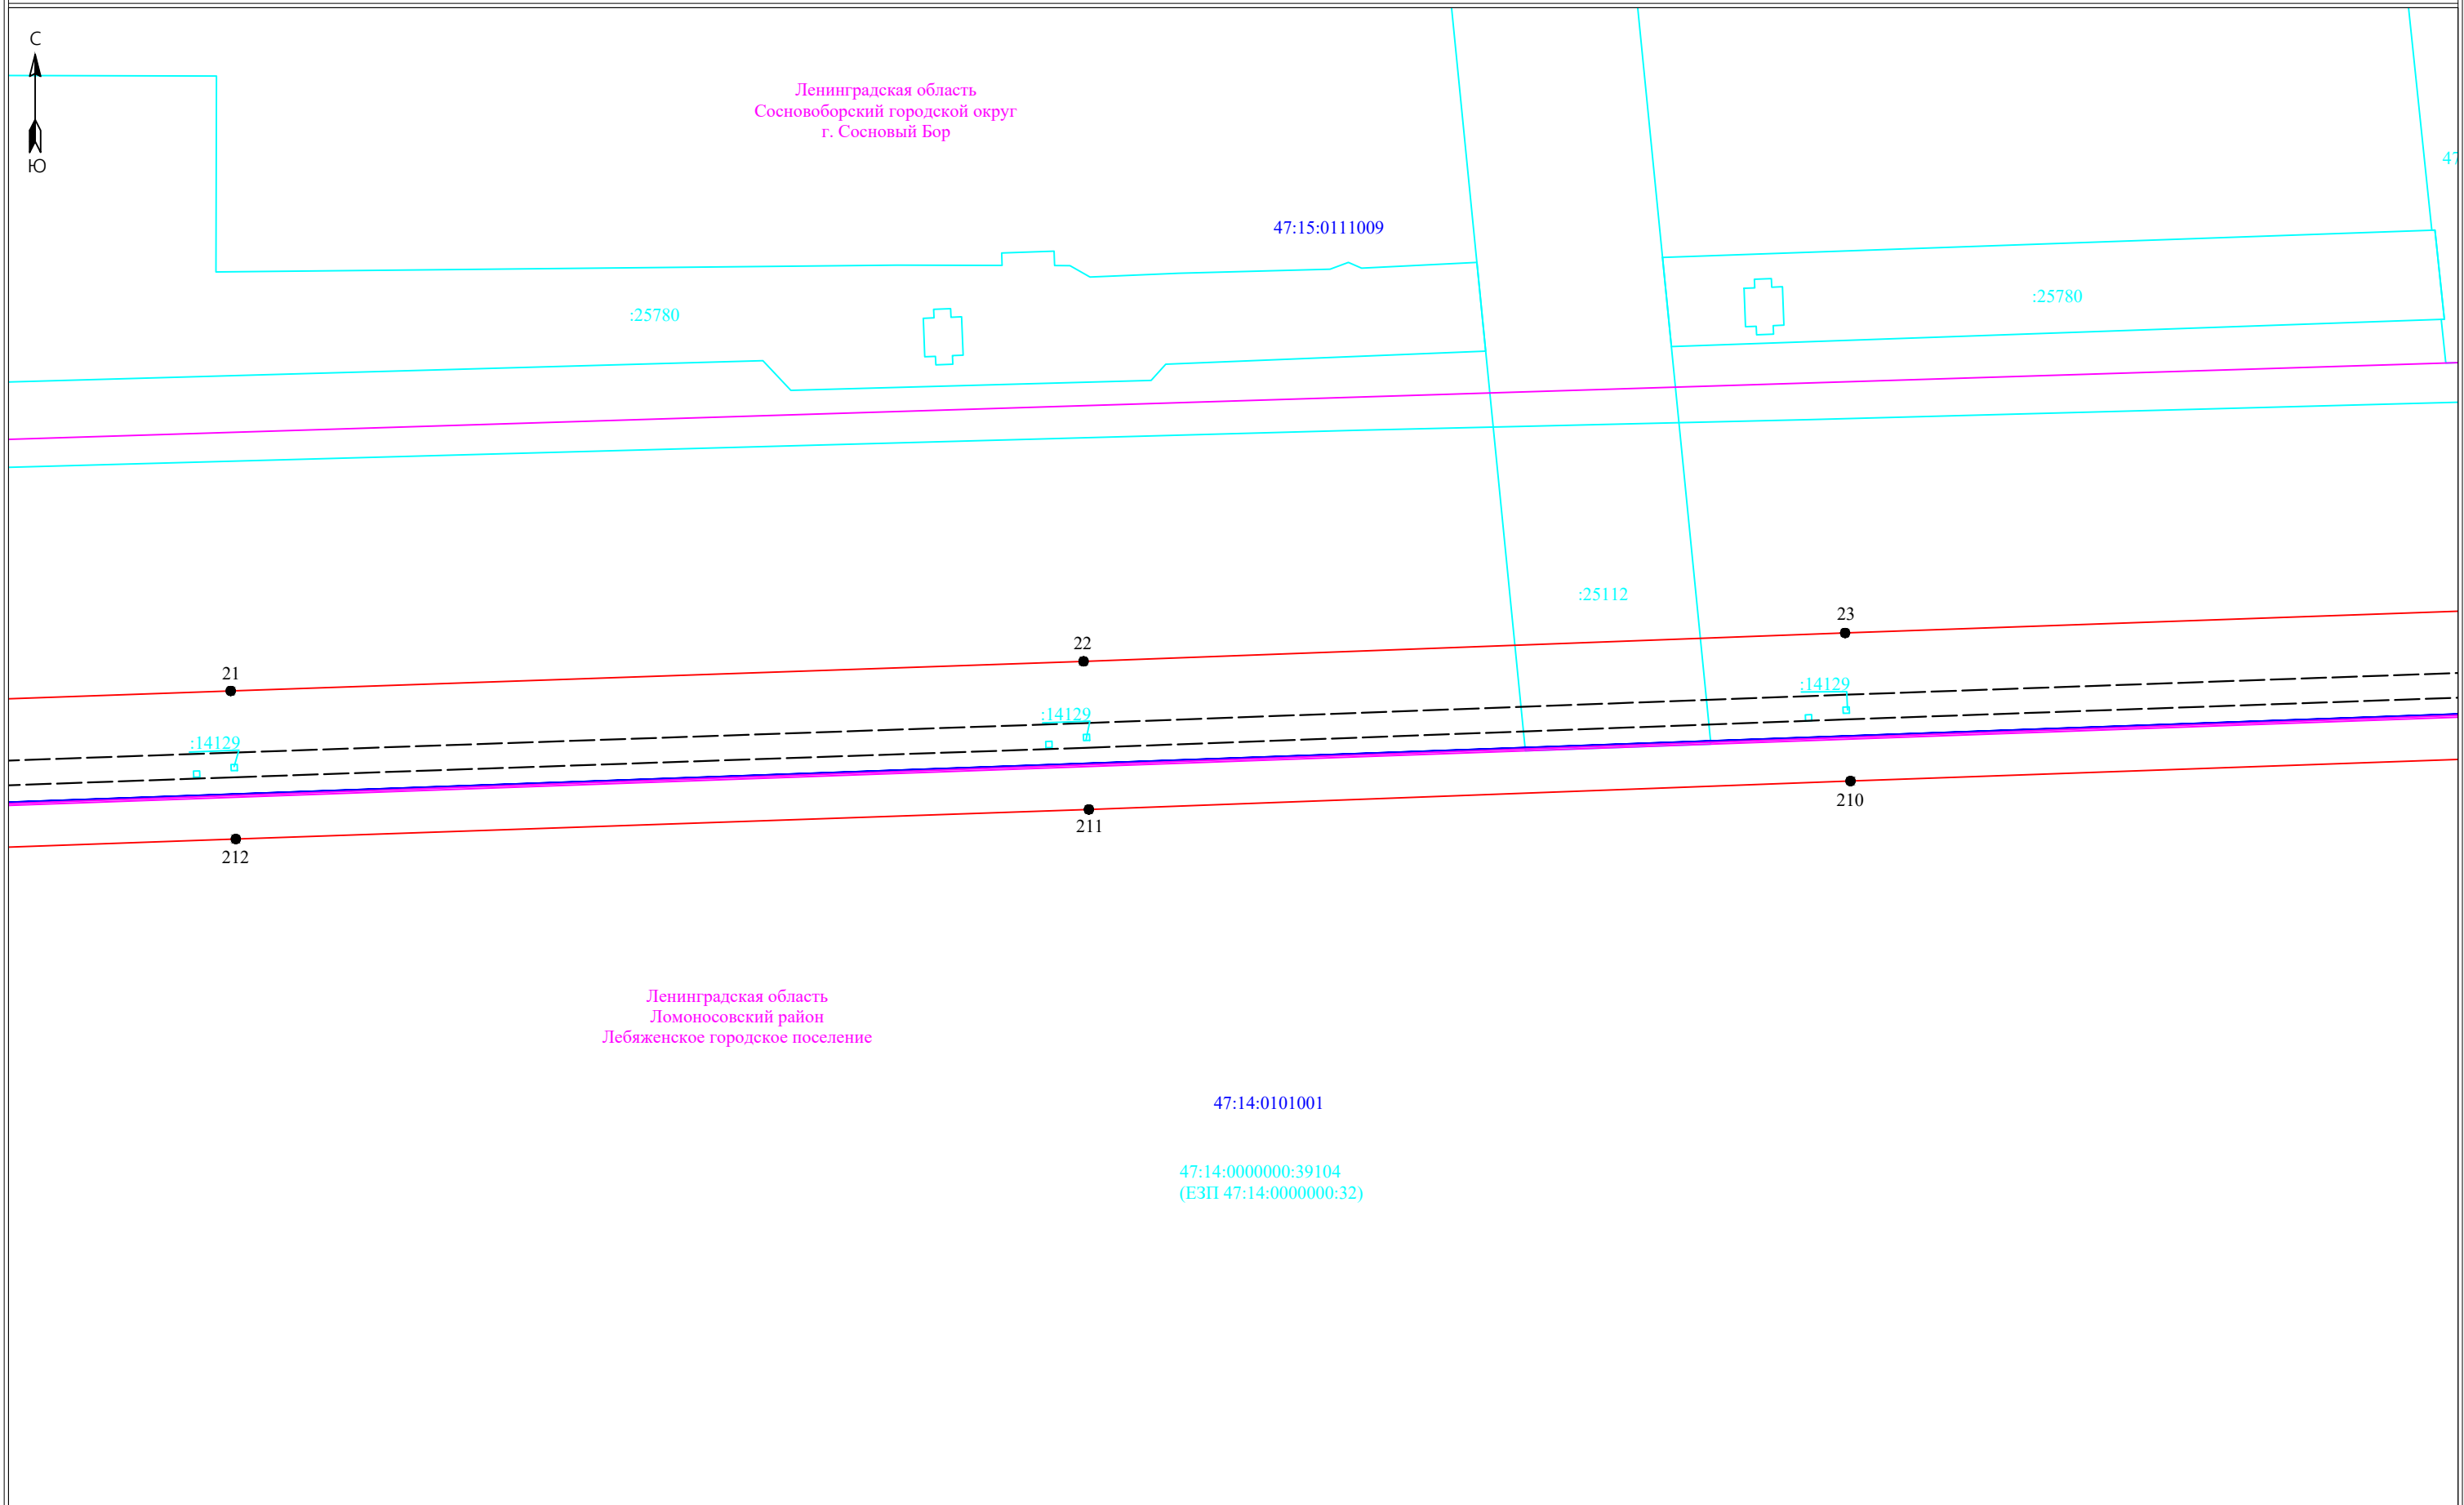 С
Ю
Ленинградская область
Сосновоборский городской округ
г. Сосновый Бор
47
47:15:0111009
:25780
:25780
:25112
23
22
21
:14129
:14129
:14129
210
211
212
Ленинградская область
Ломоносовский район
Лебяженское городское поселение
47:14:0101001
47:14:0000000:39104
(ЕЗП 47:14:0000000:32)